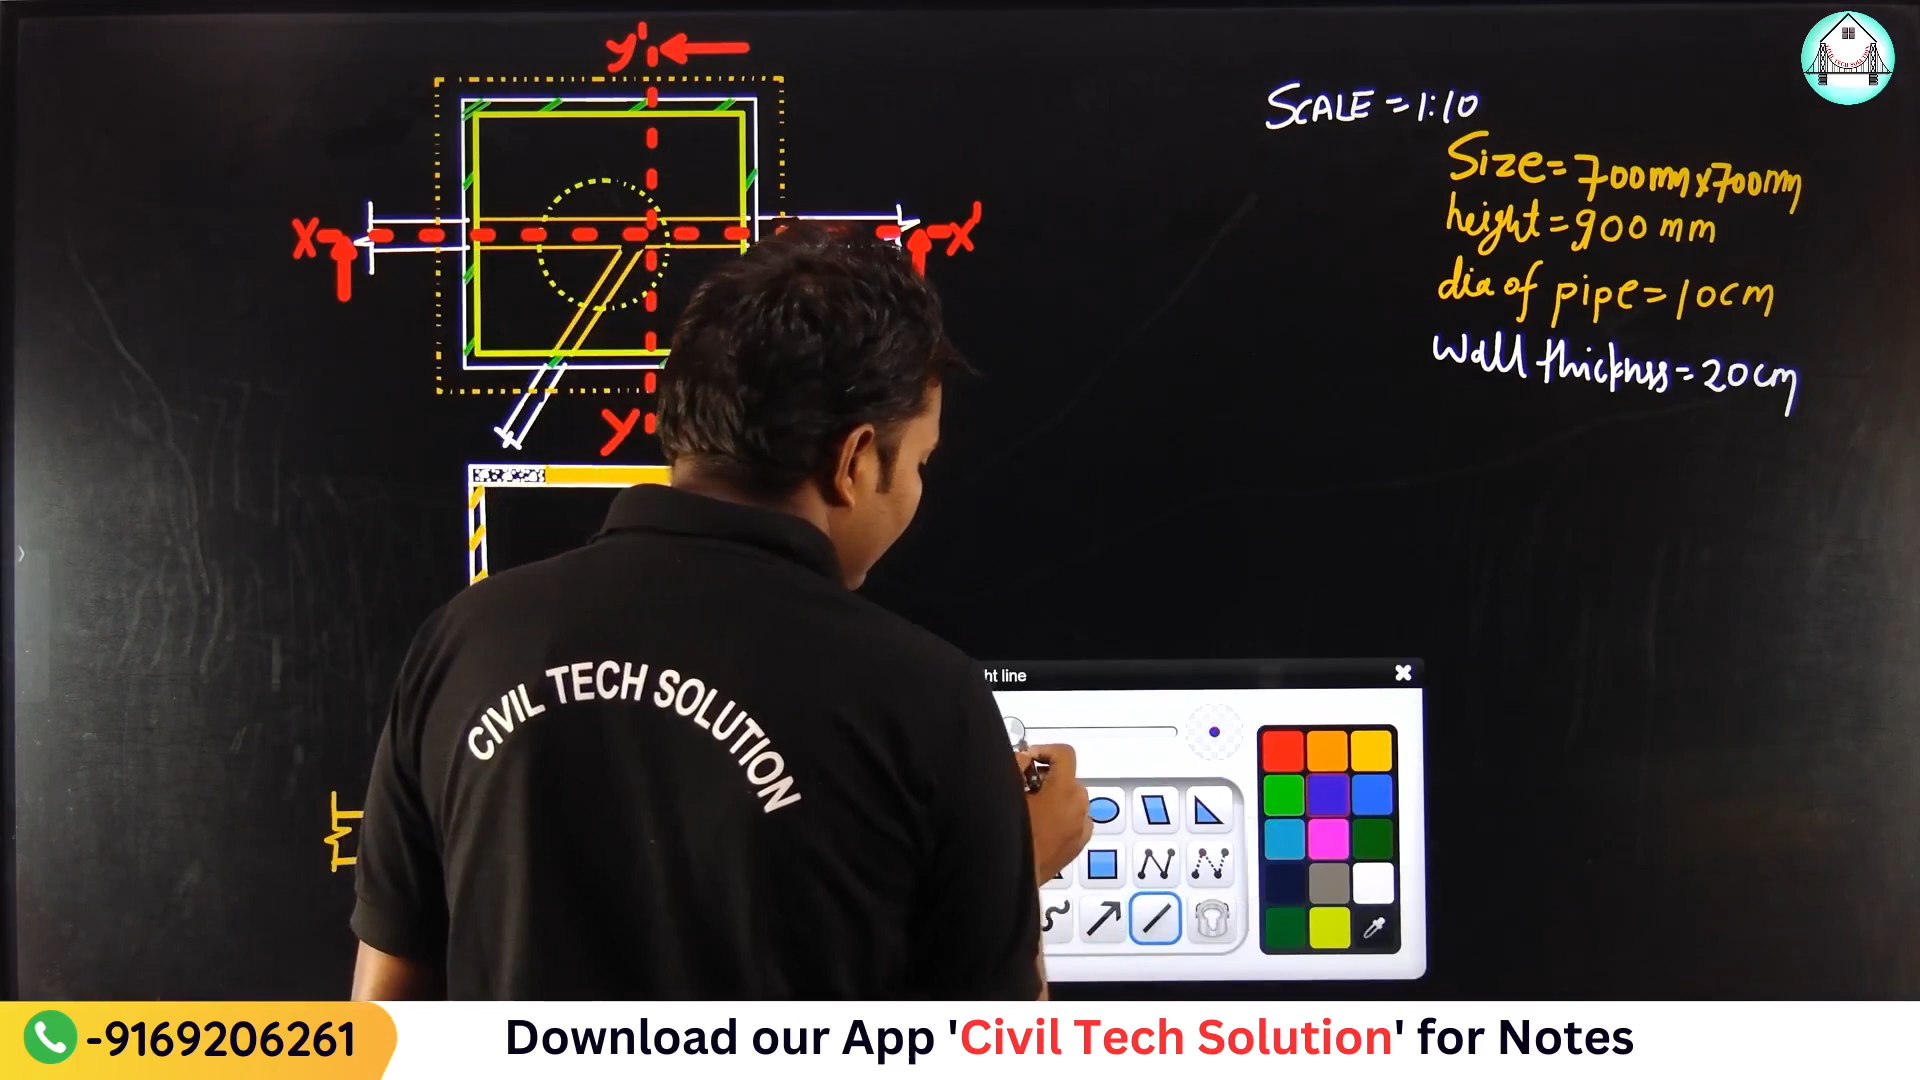 y'
SCALE = 1:10
Size = 700mm x 700mm
height = 900 mm
X X'
dia of pipe = 10cm
wall thicknss = 20cm
Y
ht line
CIVIL TECH SOLUTION
-9169206261
Download our App 'Civil Tech Solution' for Notes